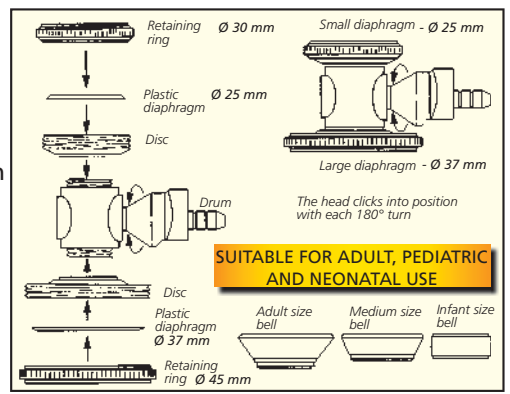 Retaining
ring
Ø 30 mm
Plastic
diaphragm
Ø 25 mm
Disc
Drum
Disc
Plastic
diaphragm
Ø 37 mm
Retaining
ring Ø 45 mm
Small diaphragm - Ø 25 mm
Large diaphragm - Ø 37 mm
The head clicks into position
with each 180° turn
SUITABLE FOR ADULT, PEDIATRIC
AND NEONATAL USE
Adult size
bell
Medium size
bell
Infant size
bell